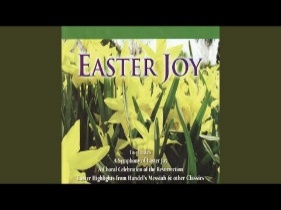 EASTER JOY
A Symphony of Easter Joy
A Choral Celebration of the Resurrection
Easter Highlights from Handel's Messiah & other Classics